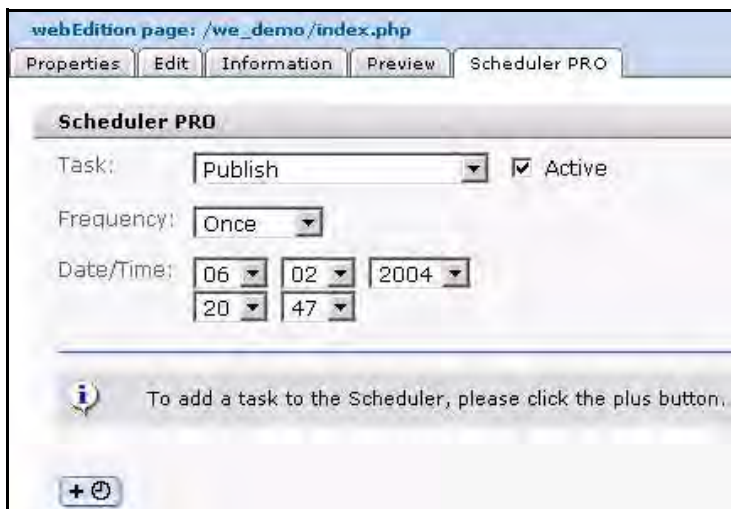 webEdition page: /we_demo/index.php
Properties Edit Information Preview Scheduler PRO
Scheduler PRO
Task: Publish Active
Frequency: Once
Date/Time: 06 02 2004
20 47
To add a task to the Scheduler, please click the plus button.
+